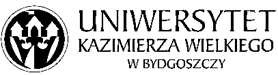 UNIWERSYTET
KAZIMIERZA WIELKIEGO
W BYDGOSZCZY